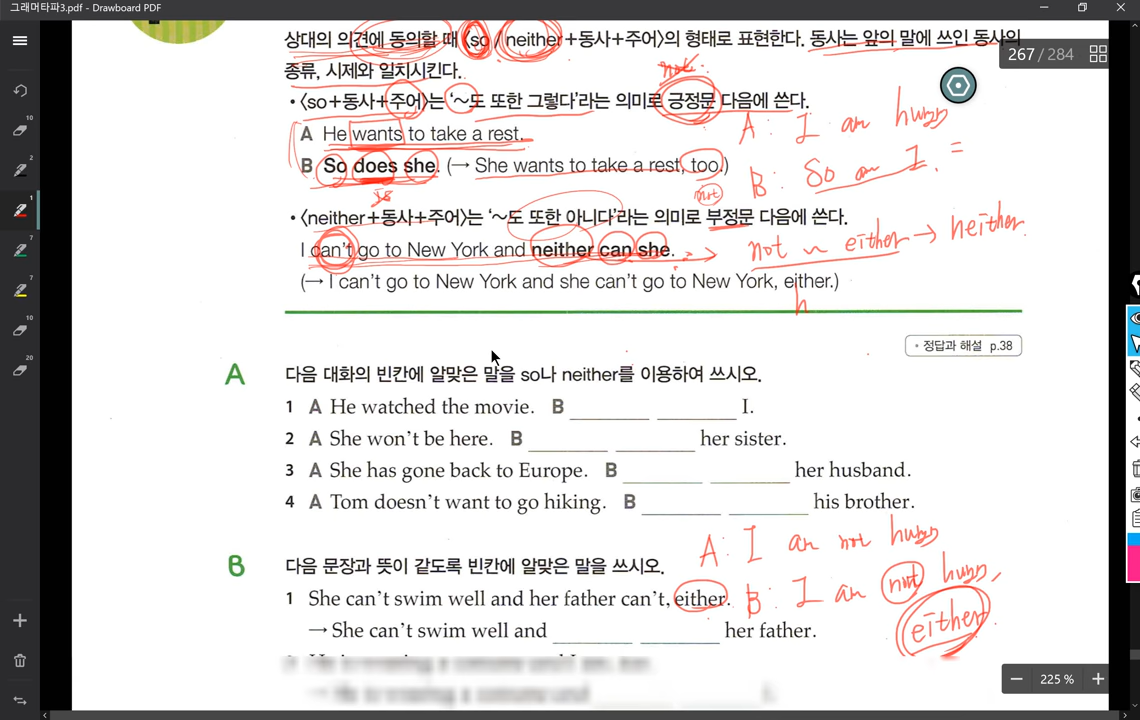 그래머타파3.pdf - Drawboard PDF
267 / 284
상대의 의견에 동의할 때 〈so / neither+동사+주어〉의 형태로 표현한다. 동사는 앞의 말에 쓰인 동사의
종류, 시제와 일치시킨다.
not
• 〈so+동사+주어〉는 '~도 또한 그렇다'라는 의미로 긍정문 다음에 쓴다.
A He wants to take a rest.
A: I am hungry
B So does she. (→ She wants to take a rest, too.)
B: So am I. =
is
not
• 〈neither+동사+주어〉는 '~도 또한 아니다'라는 의미로 부정문 다음에 쓴다.
I can't go to New York and neither can she.
not ~ either → neither.
(→ I can't go to New York and she can't go to New York, either.)
h
• 정답과 해설 p.38
A 다음 대화의 빈칸에 알맞은 말을 so나 neither를 이용하여 쓰시오.
1 A He watched the movie. B ________ ________ I.
2 A She won't be here. B ________ ________ her sister.
3 A She has gone back to Europe. B ________ ________ her husband.
4 A Tom doesn't want to go hiking. B ________ ________ his brother.
A: I am not hungry
B 다음 문장과 뜻이 같도록 빈칸에 알맞은 말을 쓰시오.
1 She can't swim well and her father can't, either.
B: I am not hungry,
either.
→ She can't swim well and ________ ________ her father.
225 %